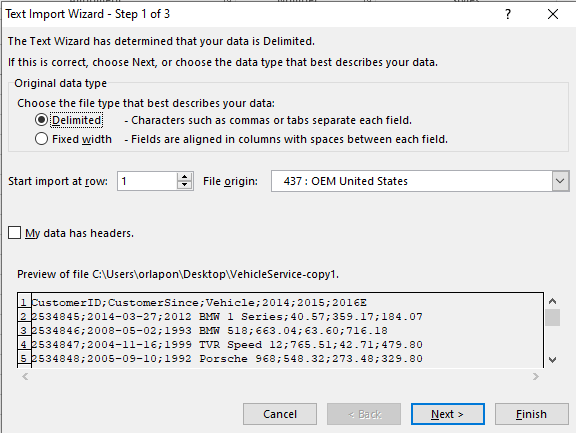 Text Import Wizard - Step 1 of 3
The Text Wizard has determined that your data is Delimited.
If this is correct, choose Next, or choose the data type that best describes your data.
Original data type
Choose the file type that best describes your data:
Delimited - Characters such as commas or tabs separate each field.
Fixed width - Fields are aligned in columns with spaces between each field.
Start import at row: 1 File origin: 437 : OEM United States
My data has headers.
Preview of file C:\Users\orlapon\Desktop\VehicleService-copy1.
1 CustomerID;CustomerSince;Vehicle;2014;2015;2016E
2 2534845;2014-03-27;2012 BMW 1 Series;40.57;359.17;184.07
3 2534846;2008-05-02;1993 BMW 518;663.04;63.60;716.18
4 2534847;2004-11-16;1999 TVR Speed 12;765.51;42.71;479.80
5 2534848;2005-09-10;1992 Porsche 968;548.32;273.48;329.80
Cancel < Back Next > Finish